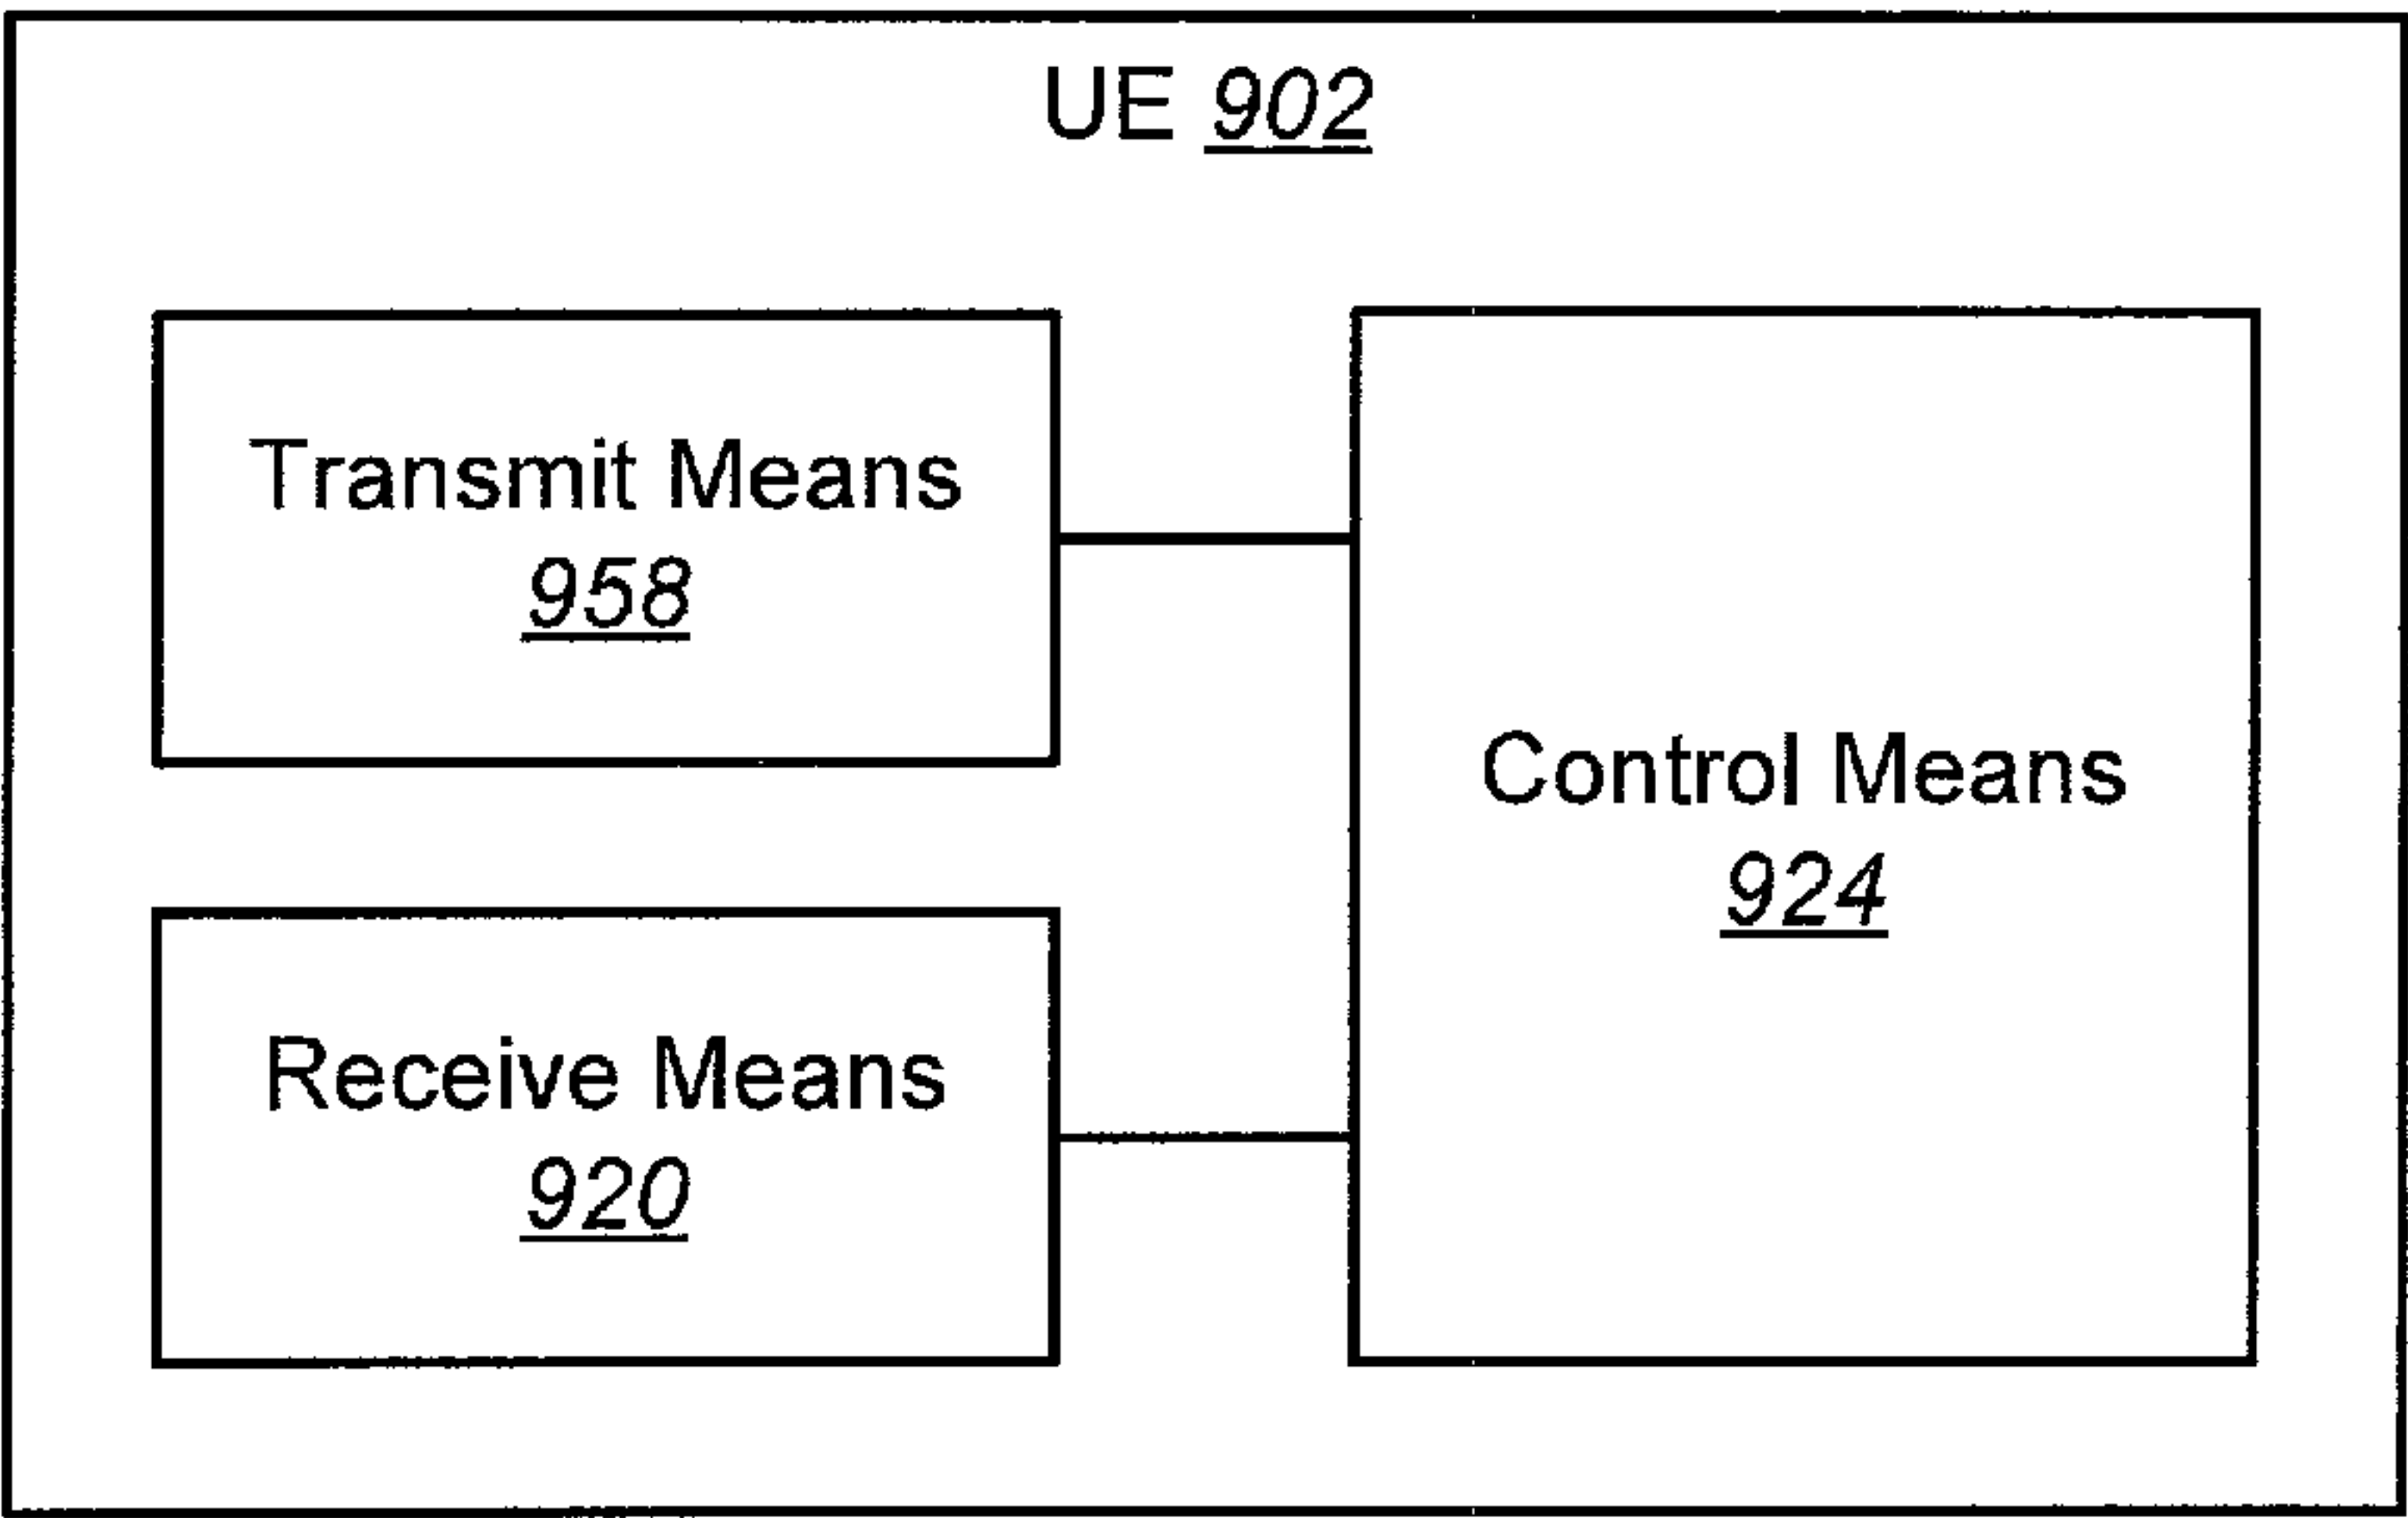 UE 902
Transmit Means
958
Control Means
924
Receive Means
920